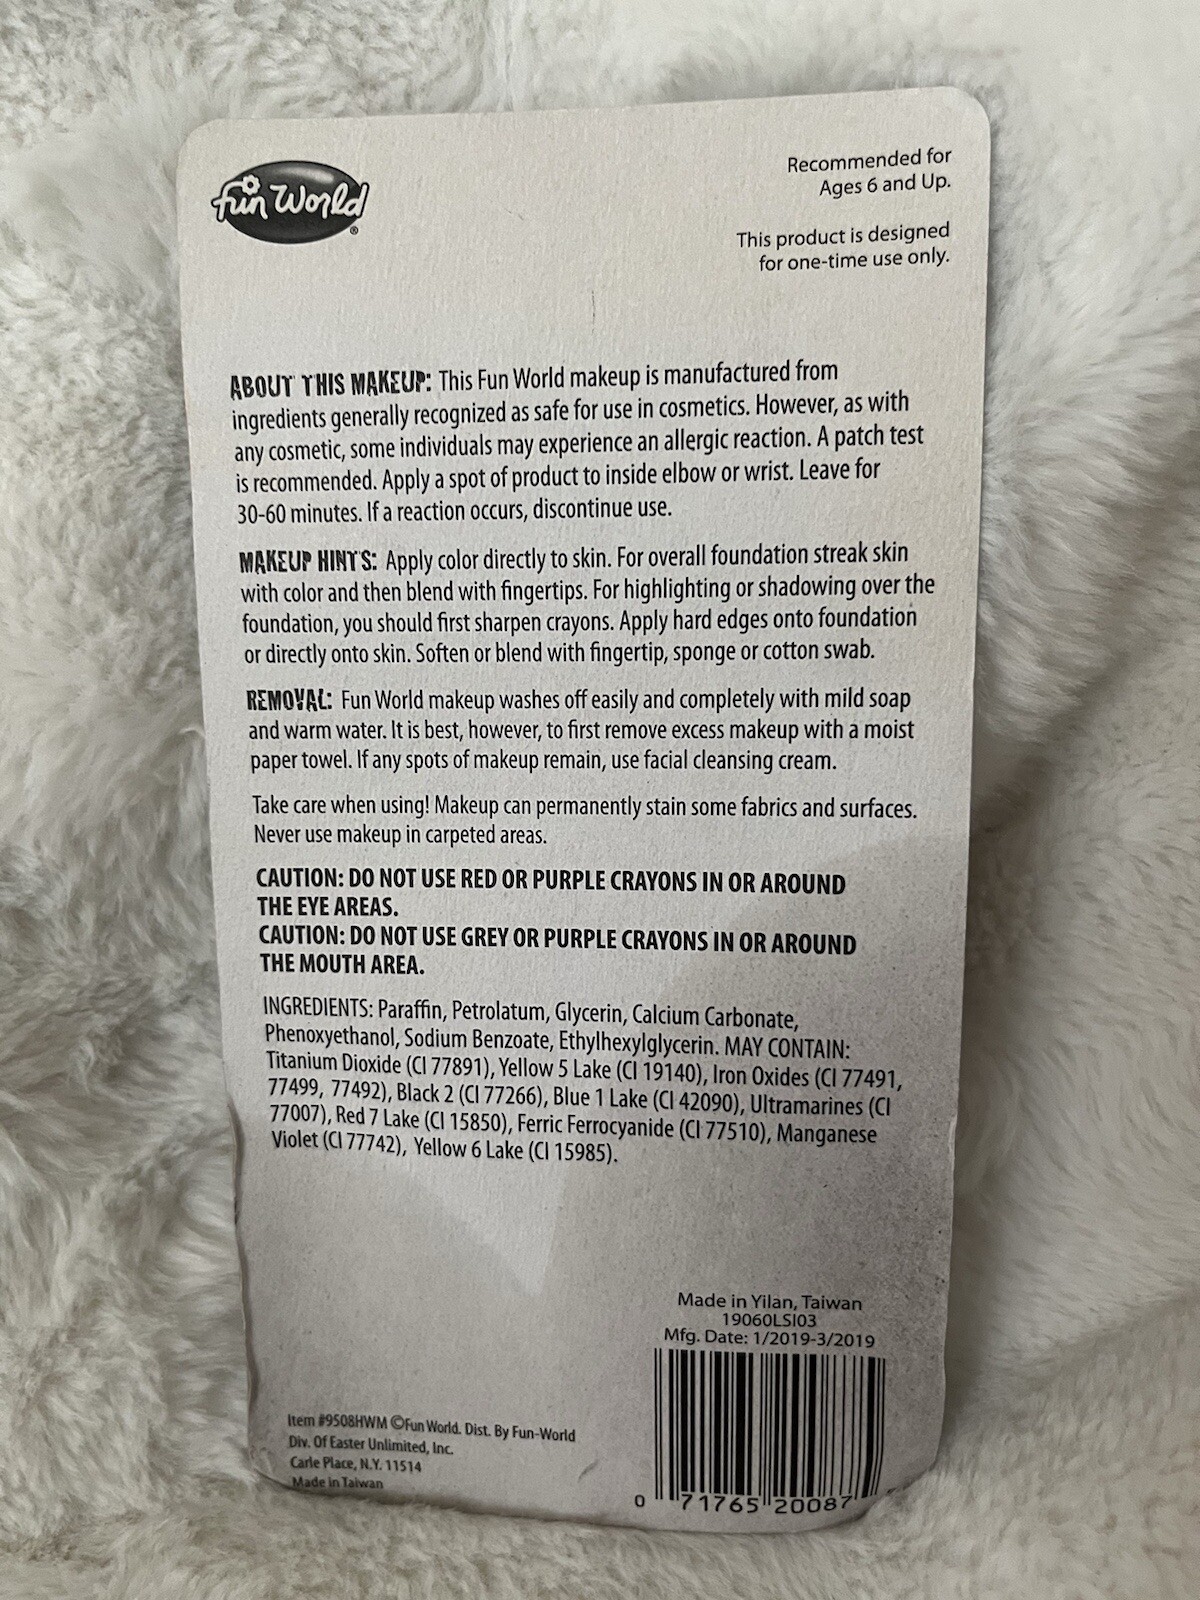 fun World
®
Recommended for
Ages 6 and Up.
This product is designed
for one-time use only.
ABOUT THIS MAKEUP: This Fun World makeup is manufactured from
ingredients generally recognized as safe for use in cosmetics. However, as with
any cosmetic, some individuals may experience an allergic reaction. A patch test
is recommended. Apply a spot of product to inside elbow or wrist. Leave for
30-60 minutes. If a reaction occurs, discontinue use.
MAKEUP HINTS: Apply color directly to skin. For overall foundation streak skin
with color and then blend with fingertips. For highlighting or shadowing over the
foundation, you should first sharpen crayons. Apply hard edges onto foundation
or directly onto skin. Soften or blend with fingertip, sponge or cotton swab.
REMOVAL: Fun World makeup washes off easily and completely with mild soap
and warm water. It is best, however, to first remove excess makeup with a moist
paper towel. If any spots of makeup remain, use facial cleansing cream.
Take care when using! Makeup can permanently stain some fabrics and surfaces.
Never use makeup in carpeted areas.
CAUTION: DO NOT USE RED OR PURPLE CRAYONS IN OR AROUND
THE EYE AREAS.
CAUTION: DO NOT USE GREY OR PURPLE CRAYONS IN OR AROUND
THE MOUTH AREA.
INGREDIENTS: Paraffin, Petrolatum, Glycerin, Calcium Carbonate,
Phenoxyethanol, Sodium Benzoate, Ethylhexylglycerin. MAY CONTAIN:
Titanium Dioxide (CI 77891), Yellow 5 Lake (CI 19140), Iron Oxides (CI 77491,
77499, 77492), Black 2 (CI 77266), Blue 1 Lake (CI 42090), Ultramarines (CI
77007), Red 7 Lake (CI 15850), Ferric Ferrocyanide (CI 77510), Manganese
Violet (CI 77742), Yellow 6 Lake (CI 15985).
Made in Yilan, Taiwan
19060LSI03
Mfg. Date: 1/2019-3/2019
Item #9508HWM ©Fun World. Dist. By Fun-World
Div. Of Easter Unlimited, Inc.
Carle Place, N.Y. 11514
Made in Taiwan
0 71765 20087